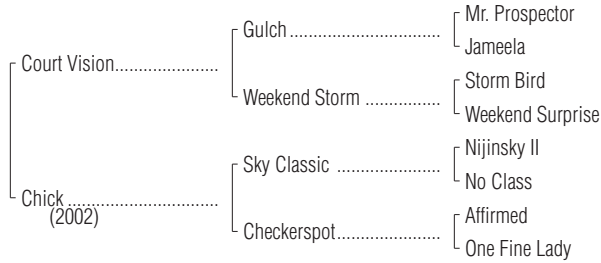 Mr. Prospector
Gulch........................................
Jameela
Court Vision.......................
Storm Bird
Weekend Storm ....................
Weekend Surprise
Nijinsky II
Sky Classic ...........................
No Class
Chick..................................
(2002)
Affirmed
Checkerspot...........................
One Fine Lady